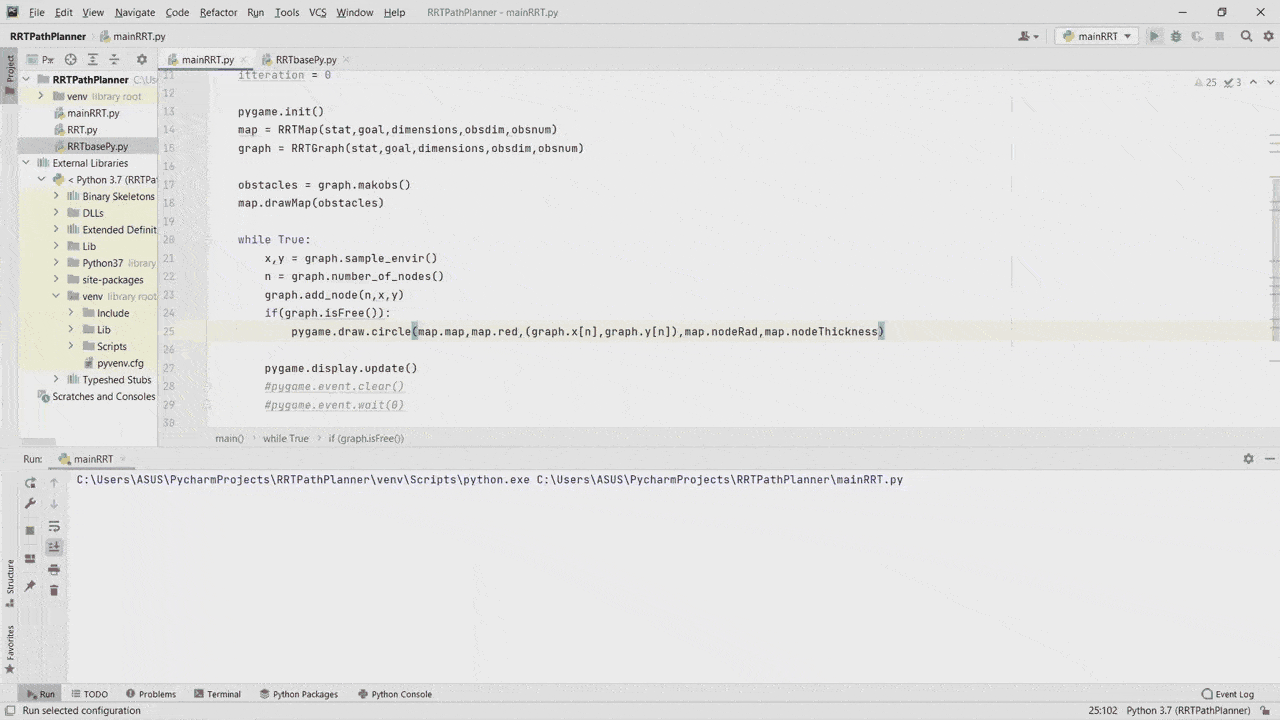 File Edit View Navigate Code Refactor Run Tools VCS Window Help RRTPathPlanner - mainRRT.py
RRTPathPlanner mainRRT.py mainRRT
Project
mainRRT.py RRTbasePy.py
RRTPathPlanner C:\Us
venv library root
mainRRT.py
RRT.py
RRTbasePy.py
External Libraries
< Python 3.7 (RRTPa
Binary Skeletons
DLLs
Extended Definit
Lib
Python37 library
site-packages
venv library root
Include
Lib
Scripts
pyvenv.cfg
Typeshed Stubs
Scratches and Consoles
25 3
11 itteration = 0
12
13 pygame.init()
14 map = RRTMap(stat,goal,dimensions,obsdim,obsnum)
15 graph = RRTGraph(stat,goal,dimensions,obsdim,obsnum)
16
17 obstacles = graph.makobs()
18 map.drawMap(obstacles)
19
20 while True:
21 x,y = graph.sample_envir()
22 n = graph.number_of_nodes()
23 graph.add_node(n,x,y)
24 if(graph.isFree()):
25 pygame.draw.circle(map.map,map.red,(graph.x[n],graph.y[n]),map.nodeRad,map.nodeThickness)
26
27 pygame.display.update()
28 #pygame.event.clear()
29 #pygame.event.wait(0)
30
main() while True if (graph.isFree())
Run: mainRRT
C:\Users\ASUS\PycharmProjects\RRTPathPlanner\venv\Scripts\python.exe C:\Users\ASUS\PycharmProjects\RRTPathPlanner\mainRRT.py
Structure
Favorites
Run TODO Problems Terminal Python Packages Python Console Event Log
Run selected configuration 25:102 Python 3.7 (RRTPathPlanner)